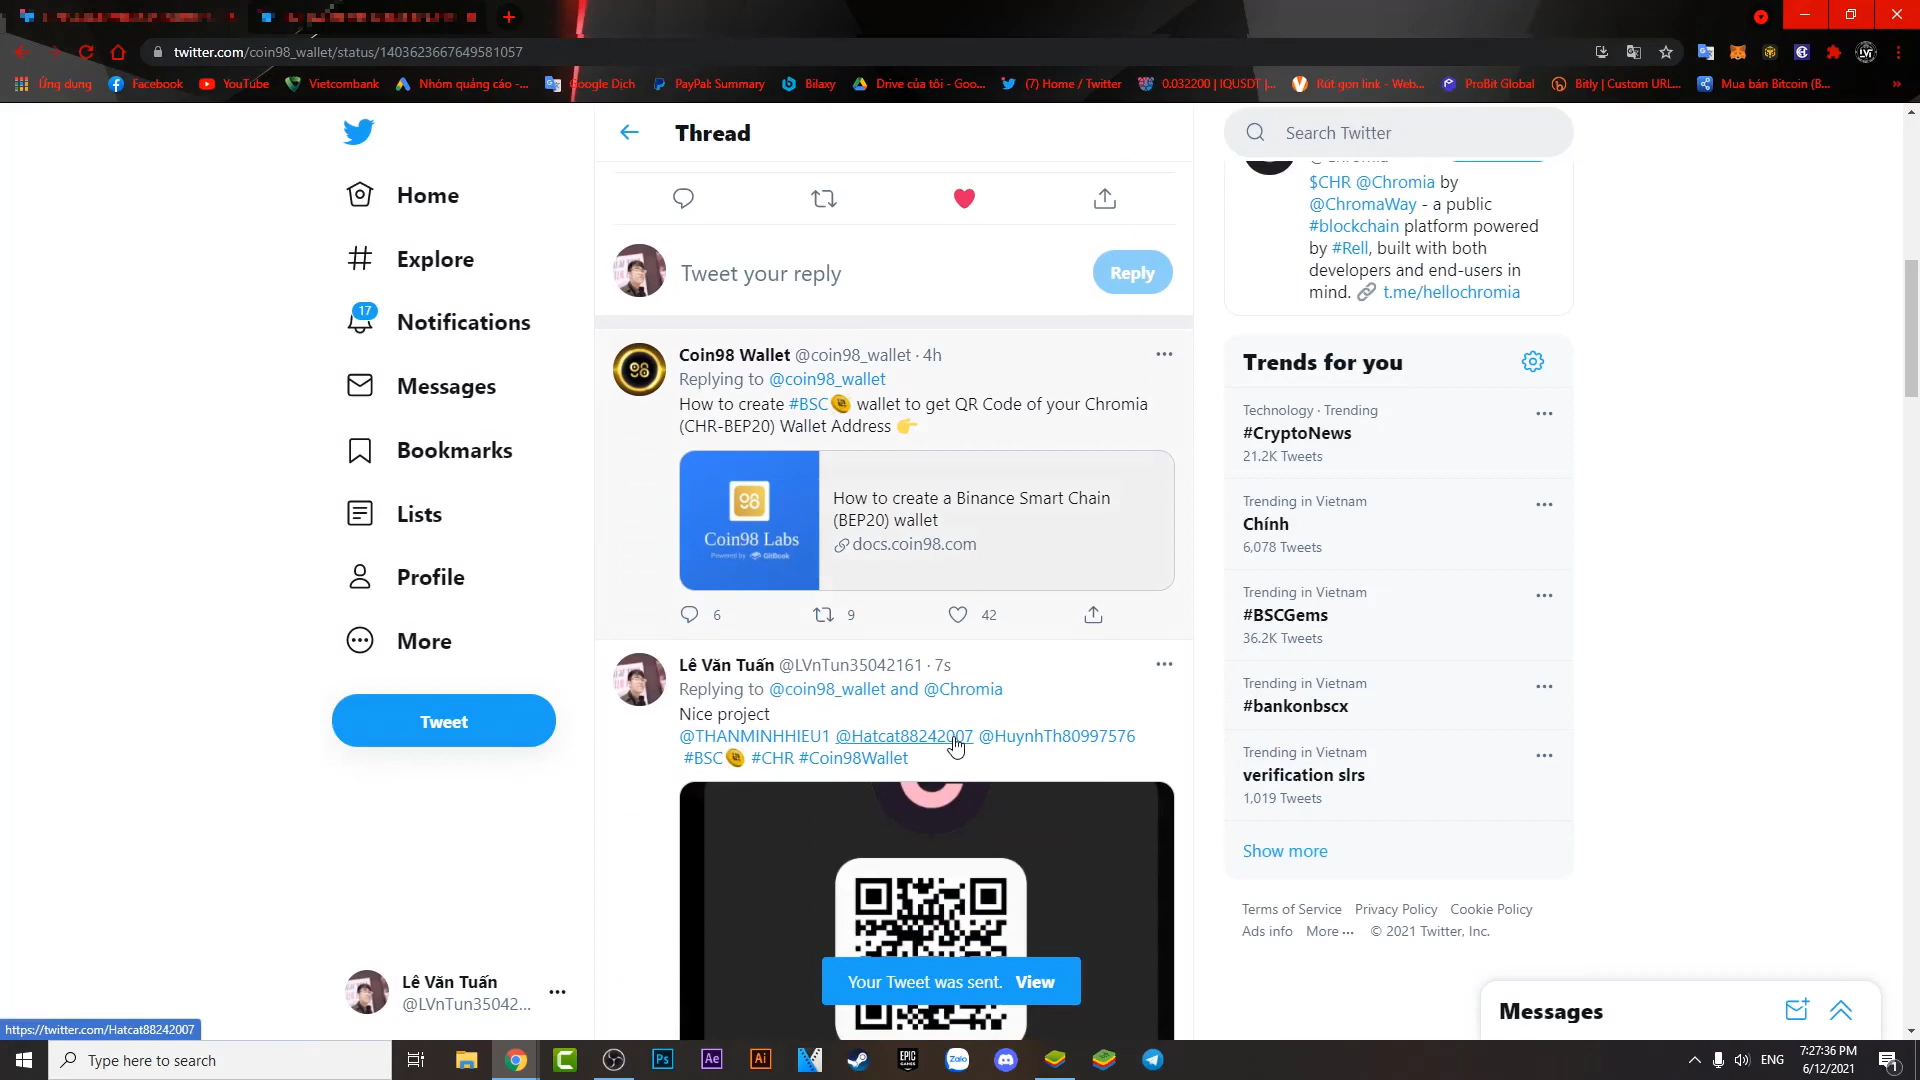 twitter.com/coin98_wallet/status/1403623667649581057
Ứng dụng
Facebook
YouTube
Vietcombank
Nhóm quảng cáo -...
Google Dịch
PayPal: Summary
Bilaxy
Drive của tôi - Goo...
(7) Home / Twitter
0.032200 | IQUSDT |...
Rút gọn link - Web...
ProBit Global
Bitly | Custom URL...
Mua bán Bitcoin (B...
Home
Explore
17
Notifications
Messages
Bookmarks
Lists
Profile
More
Tweet
Lê Văn Tuấn
@LVnTun35042...
https://twitter.com/Hatcat88242007
Thread
Tweet your reply
Reply
Coin98 Wallet @coin98_wallet · 4h
Replying to @coin98_wallet
How to create #BSC wallet to get QR Code of your Chromia
(CHR-BEP20) Wallet Address 👉
98
Coin98 Labs
Powered by GitBook
How to create a Binance Smart Chain
(BEP20) wallet
docs.coin98.com
6
9
42
Lê Văn Tuấn @LVnTun35042161 · 7s
Replying to @coin98_wallet and @Chromia
Nice project
@THANMINHHIEU1 @Hatcat88242007 @HuynhTh80997576
#BSC #CHR #Coin98Wallet
Your Tweet was sent. View
Search Twitter
$CHR @Chromia by
@ChromaWay - a public
#blockchain platform powered
by #Rell, built with both
developers and end-users in
mind. 🔗 t.me/hellochromia
Trends for you
Technology · Trending
#CryptoNews
21.2K Tweets
Trending in Vietnam
Chính
6,078 Tweets
Trending in Vietnam
#BSCGems
36.2K Tweets
Trending in Vietnam
#bankonbscx
Trending in Vietnam
verification slrs
1,019 Tweets
Show more
Terms of Service Privacy Policy Cookie Policy
Ads info More ··· © 2021 Twitter, Inc.
Messages
Type here to search
Ps
Ae
Ai
EPIC
GAMES
Zalo
ENG
7:27:36 PM
6/12/2021
1